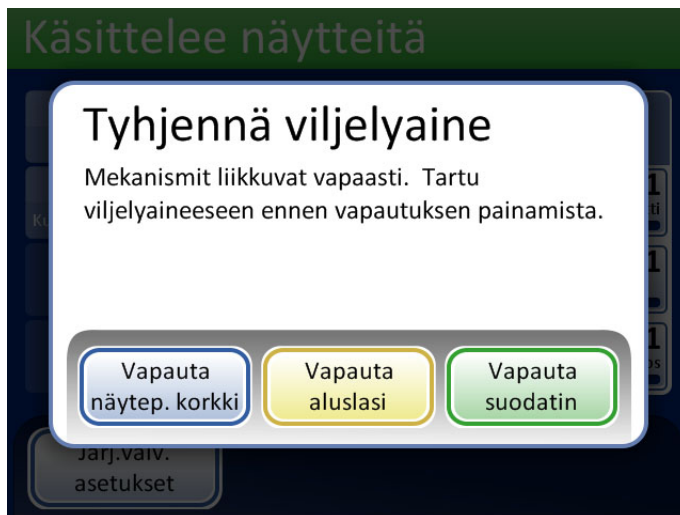 Käsittelee näytteitä
Tyhjennä viljelyaine
Mekanismit liikkuvat vapaasti.  Tartu
viljelyaineeseen ennen vapautuksen painamista.
Vapauta
näytep. korkki
Vapauta
aluslasi
Vapauta
suodatin
Järj.valv.
asetukset